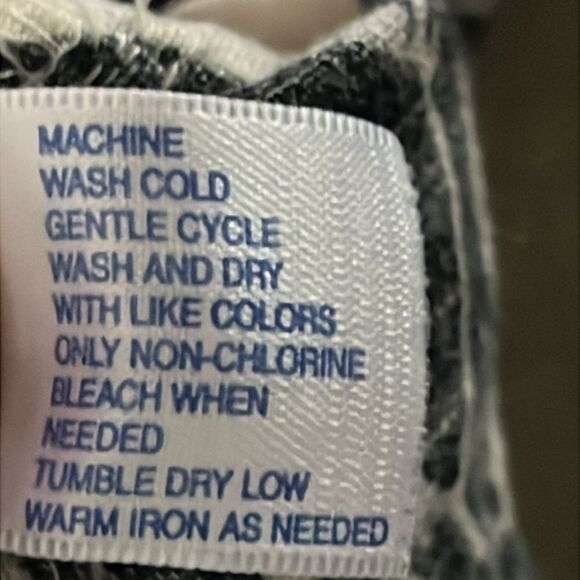 MACHINE
WASH COLD
GENTLE CYCLE
WASH AND DRY
WITH LIKE COLORS
ONLY NON-CHLORINE
BLEACH WHEN
NEEDED
TUMBLE DRY LOW
WARM IRON AS NEEDED